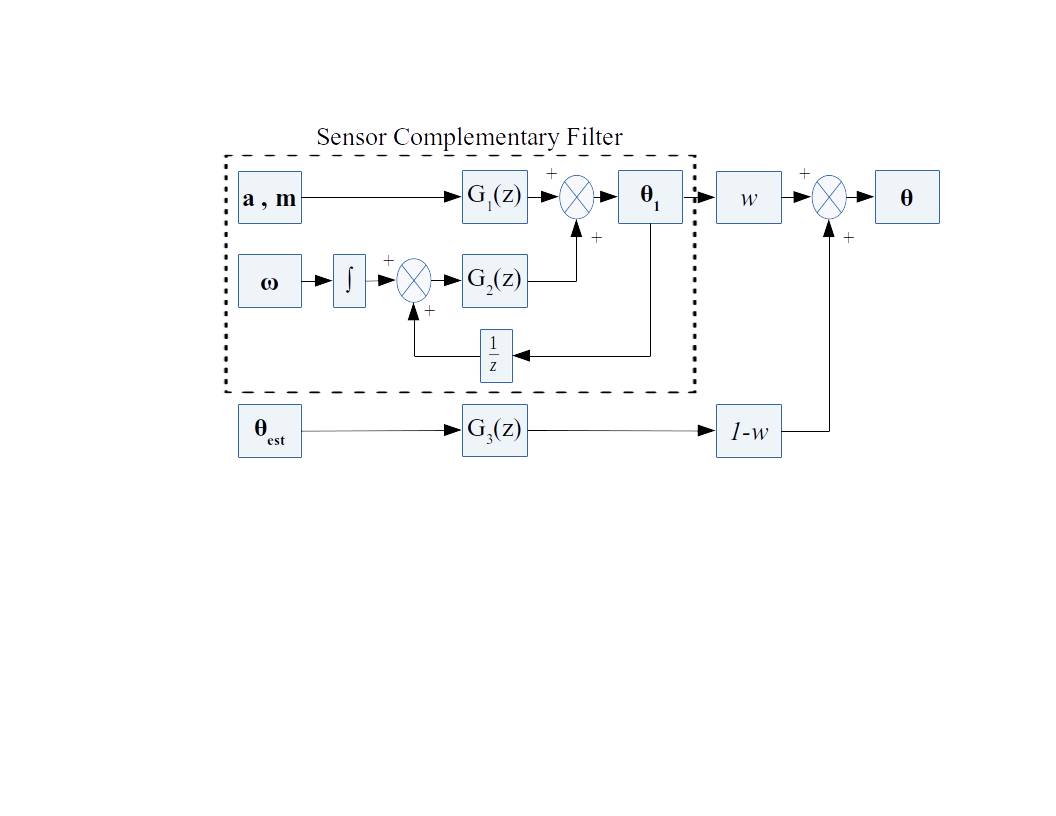 Sensor Complementary Filter
a , m
G1(z)
+
+
θ1
w
+
+
θ
ω
∫
+
+
G2(z)
1
z
θest
G3(z)
1-w